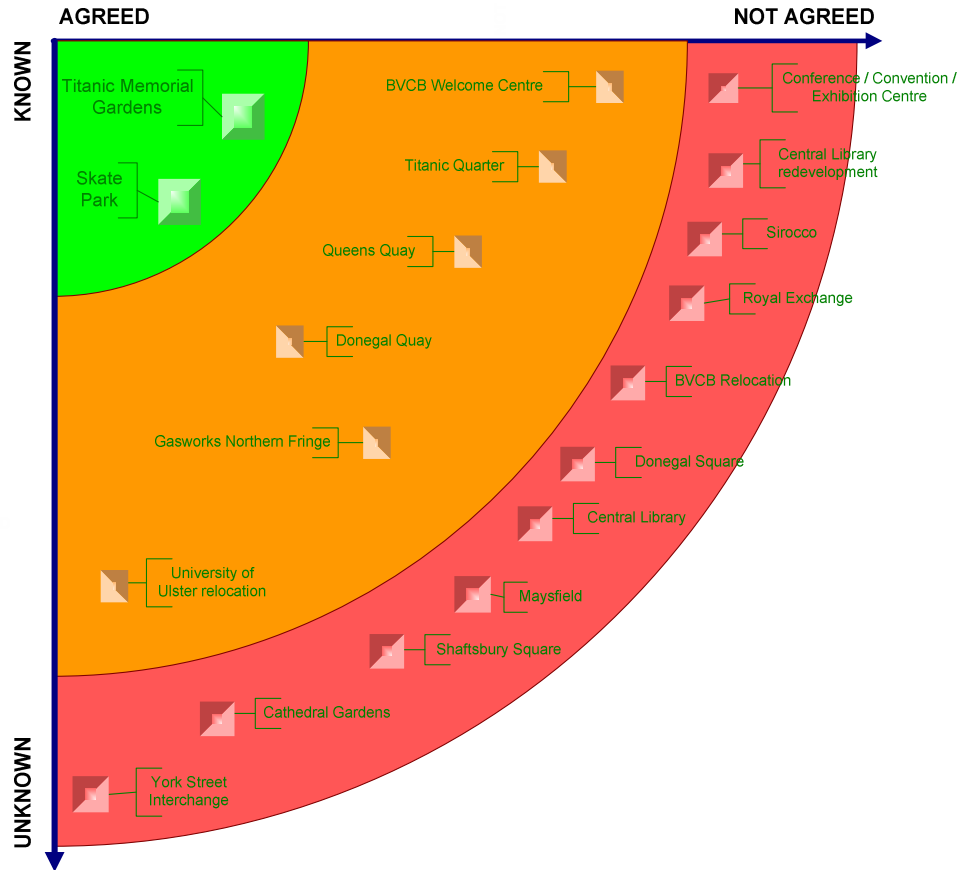 AGREED
NOT AGREED
KNOWN
UNKNOWN
Titanic Memorial
Gardens
Skate
Park
BVCB Welcome Centre
Titanic Quarter
Queens Quay
Donegal Quay
Gasworks Northern Fringe
University of
Ulster relocation
Conference / Convention /
Exhibition Centre
Central Library
redevelopment
Sirocco
Royal Exchange
BVCB Relocation
Donegal Square
Central Library
Maysfield
Shaftsbury Square
Cathedral Gardens
York Street
Interchange